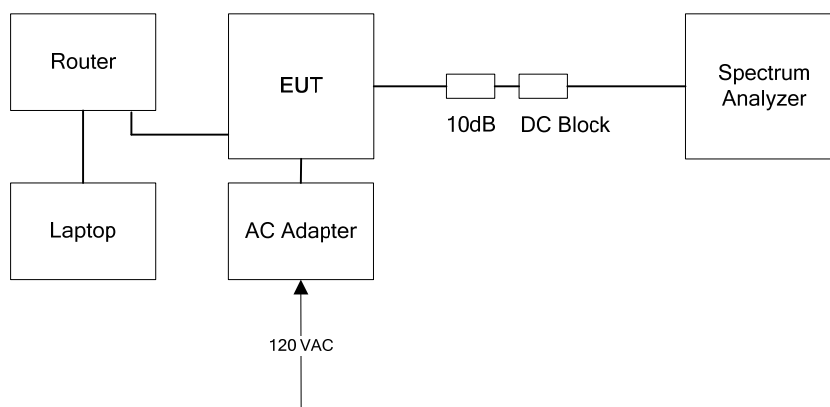 Router
EUT
Spectrum
Analyzer
10dB
DC Block
Laptop
AC Adapter
120 VAC